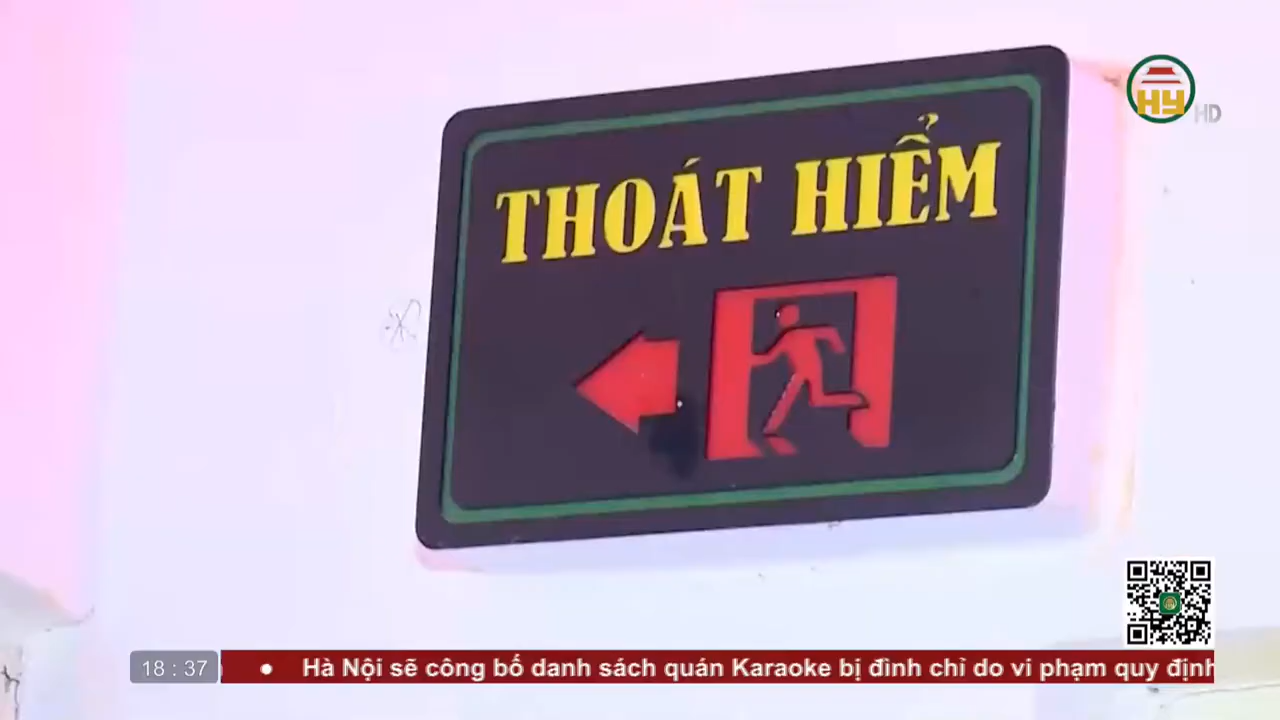 HY HD
THOÁT HIỂM
18 : 37
Hà Nội sẽ công bố danh sách quán Karaoke bị đình chỉ do vi phạm quy định